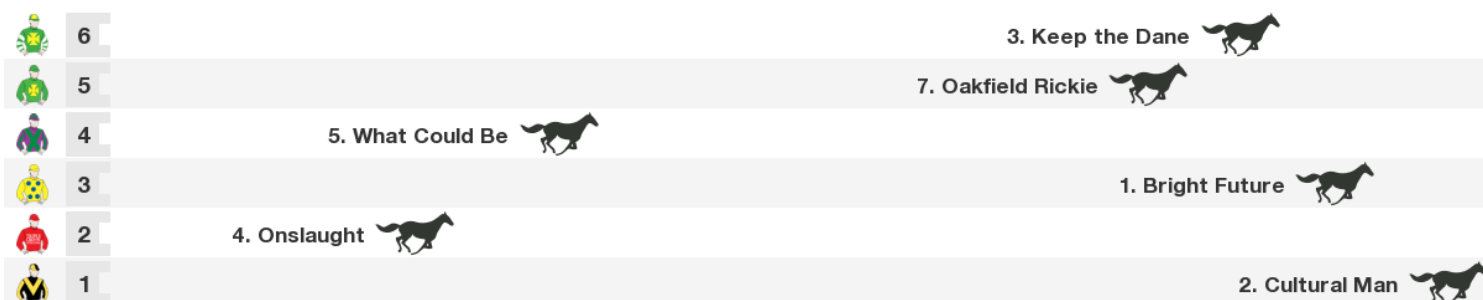 6 3. Keep the Dane
5 7. Oakfield Rickie
4 5. What Could Be
3 1. Bright Future
2 4. Onslaught
1 2. Cultural Man